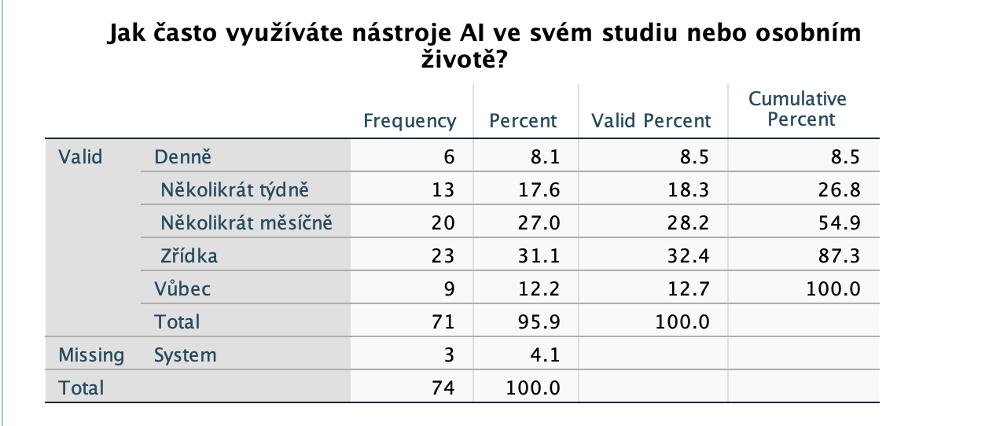 Jak často využíváte nástroje AI ve svém studiu nebo osobním
životě?
Frequency Percent Valid Percent Cumulative
Percent
Valid Denně 6 8.1 8.5 8.5
Několikrát týdně 13 17.6 18.3 26.8
Několikrát měsíčně 20 27.0 28.2 54.9
Zřídka 23 31.1 32.4 87.3
Vůbec 9 12.2 12.7 100.0
Total 71 95.9 100.0
Missing System 3 4.1
Total 74 100.0